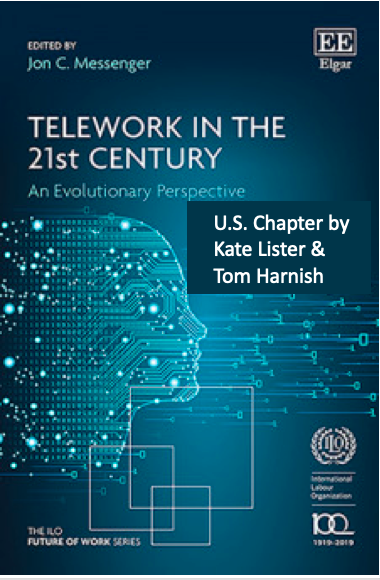 EDITED BY
Jon C. Messenger
EE
Elgar
TELEWORK IN THE
21st CENTURY
An Evolutionary Perspective
U.S. Chapter by
Kate Lister &
Tom Harnish
ILO
International
Labour
Organization
100
1919–2019
THE ILO
FUTURE OF WORK SERIES